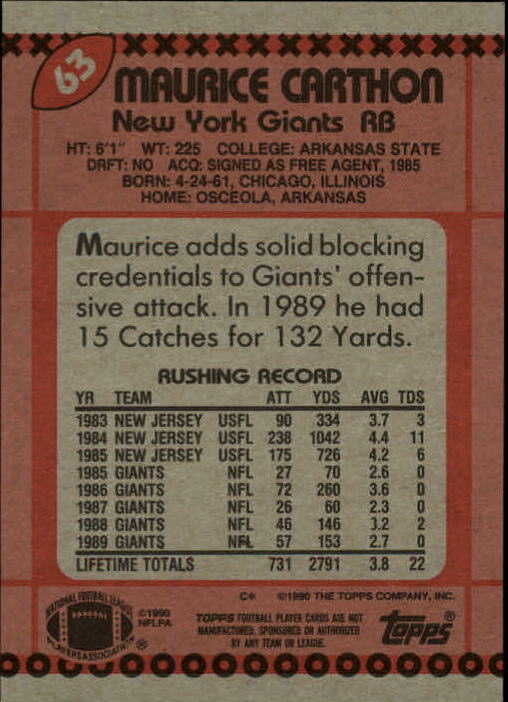 63
MAURICE CARTHON
New York Giants RB
HT: 6'1" WT: 225 COLLEGE: ARKANSAS STATE
DRFT: NO ACQ: SIGNED AS FREE AGENT, 1985
BORN: 4-24-61, CHICAGO, ILLINOIS
HOME: OSCEOLA, ARKANSAS
Maurice adds solid blocking
credentials to Giants' offen-
sive attack. In 1989 he had
15 Catches for 132 Yards.
RUSHING RECORD
YR TEAM ATT YDS AVG TDS
1983 NEW JERSEY USFL 90 334 3.7 3
1984 NEW JERSEY USFL 238 1042 4.4 11
1985 NEW JERSEY USFL 175 726 4.2 6
1985 GIANTS NFL 27 70 2.6 0
1986 GIANTS NFL 72 260 3.6 0
1987 GIANTS NFL 26 60 2.3 0
1988 GIANTS NFL 46 146 3.2 2
1989 GIANTS NFL 57 153 2.7 0
LIFETIME TOTALS 731 2791 3.8 22
C* ©1990 THE TOPPS COMPANY, INC.
NATIONAL FOOTBALL LEAGUE
PLAYERS ASSOCIATION ®
©1990
NFLPA
TOPPS FOOTBALL PLAYER CARDS ARE NOT
MANUFACTURED, SPONSORED OR AUTHORIZED
BY ANY TEAM OR LEAGUE.
topps®